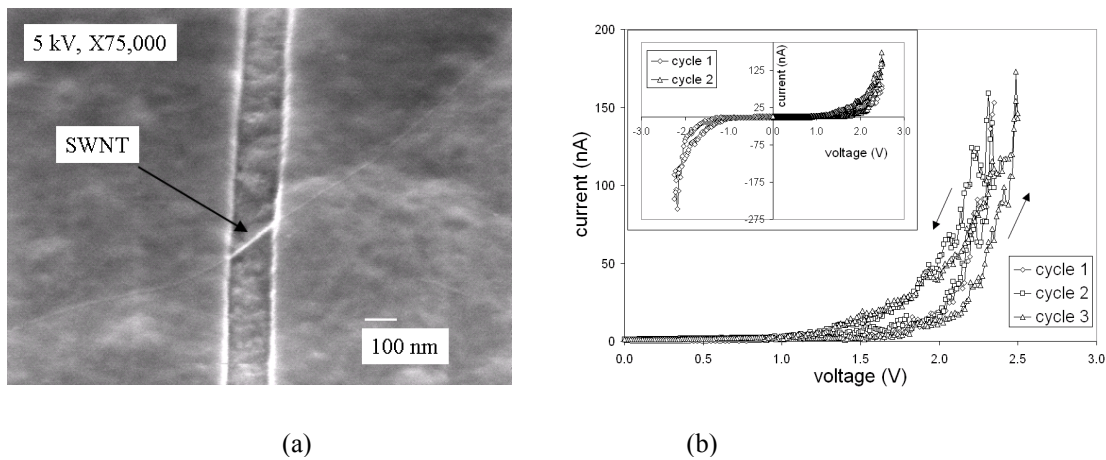 5 kV, X75,000
SWNT
100 nm
(a)
current (nA)
200
150
100
50
0
0.0 0.5 1.0 1.5 2.0 2.5 3.0
voltage (V)
cycle 1
cycle 2
cycle 3
cycle 1
cycle 2
current (nA)
125
25
-75
-175
-275
-3.0 -2.0 -1.0 0.0 1.0 2.0 3.0
voltage (V)
(b)